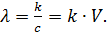 λ = k/c = k · V.